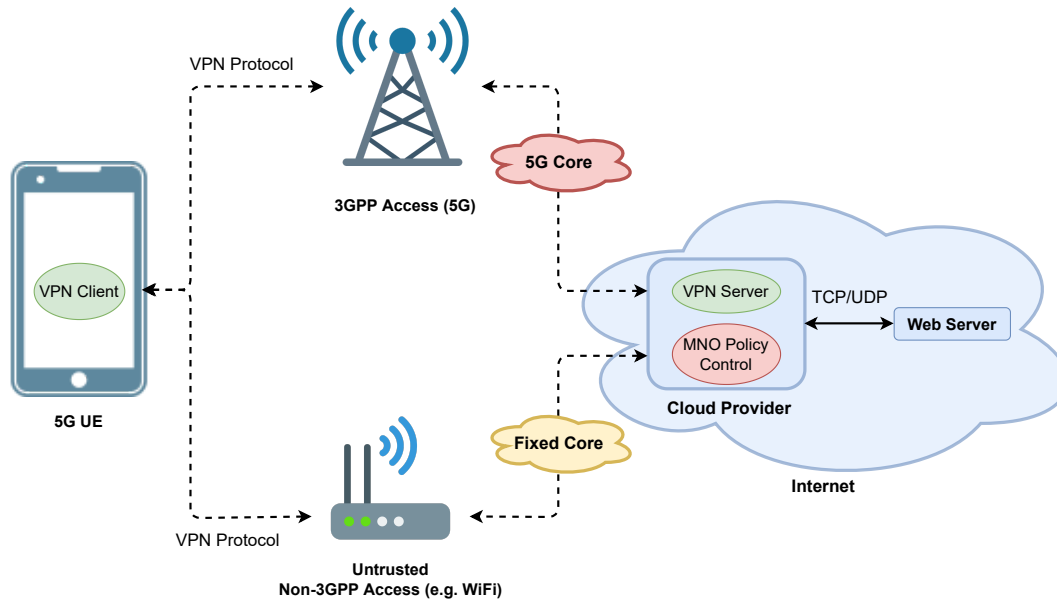 VPN Protocol
3GPP Access (5G)
5G Core
VPN Client
5G UE
VPN Server
MNO Policy
Control
Cloud Provider
TCP/UDP
Web Server
Internet
Fixed Core
VPN Protocol
Untrusted
Non-3GPP Access (e.g. WiFi)